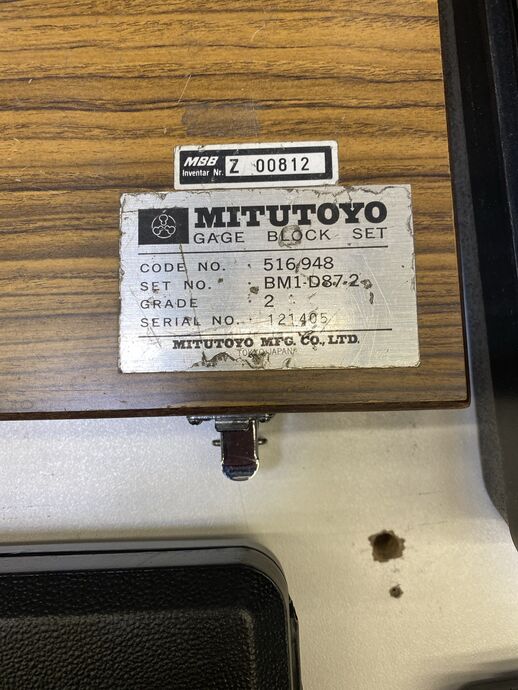 MBB
Inventar Nr. Z 00812
MITUTOYO
GAGE BLOCK SET
CODE NO. 516-948
SET NO. BM1-D87-2
GRADE 2
SERIAL NO. 121405
MITUTOYO MFG. CO., LTD.
TOKYO JAPAN